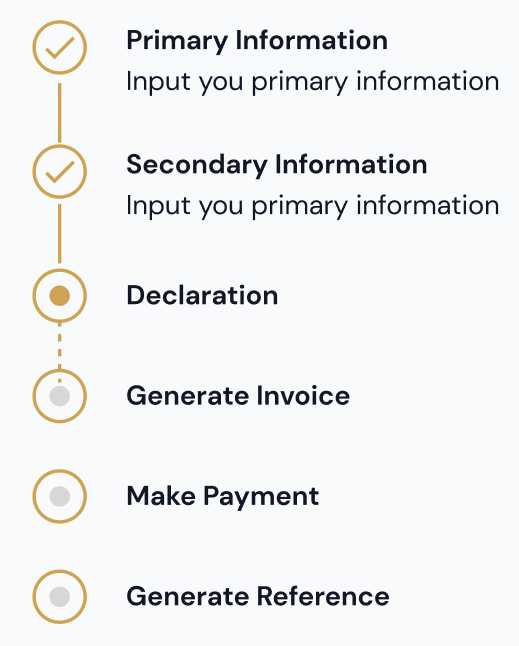 Primary Information
Input you primary information
Secondary Information
Input you primary information
Declaration
Generate Invoice
Make Payment
Generate Reference